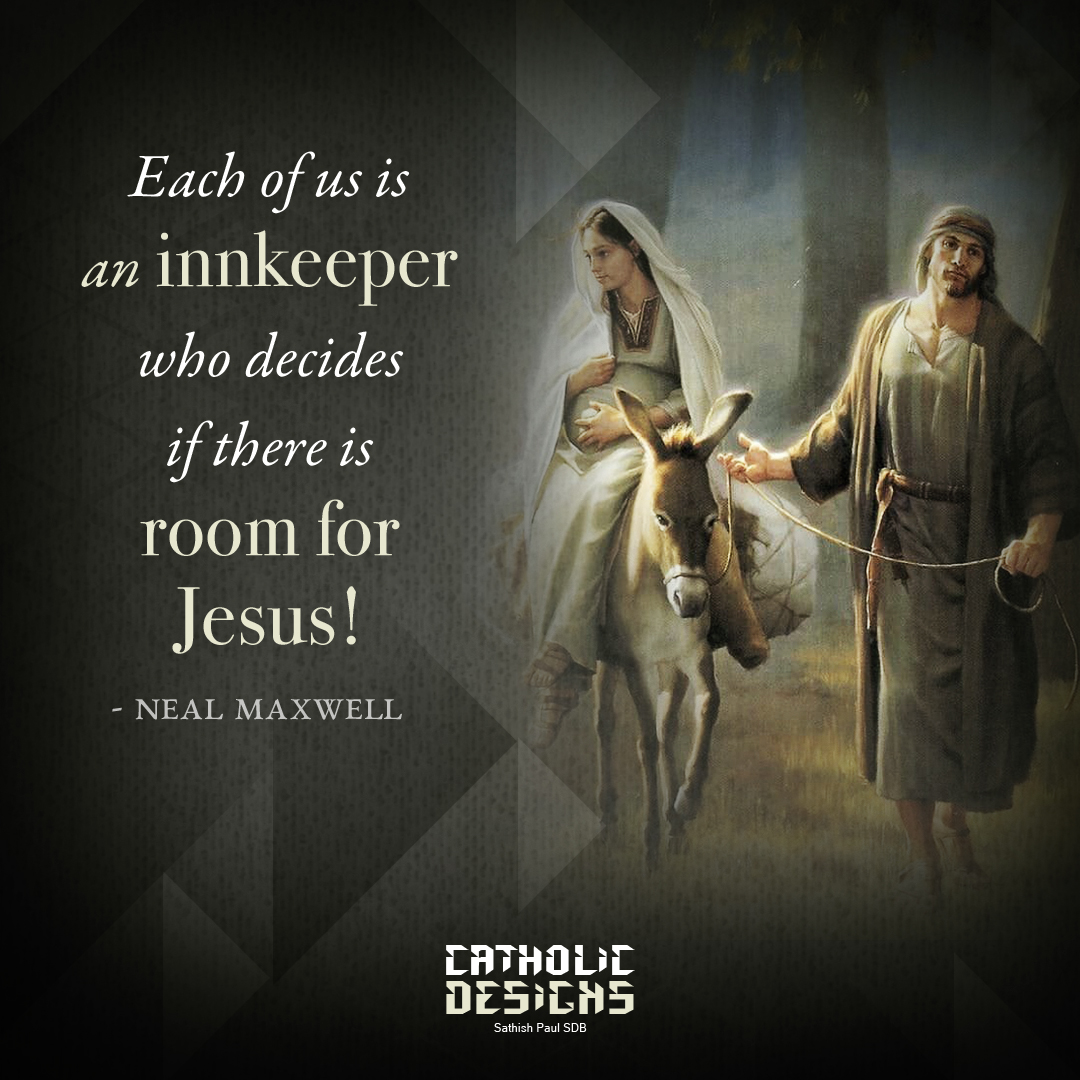 Each of us is
an innkeeper
who decides
if there is
room for
Jesus!
- NEAL MAXWELL
CATHOLIC
DESIGNS
Sathish Paul SDB